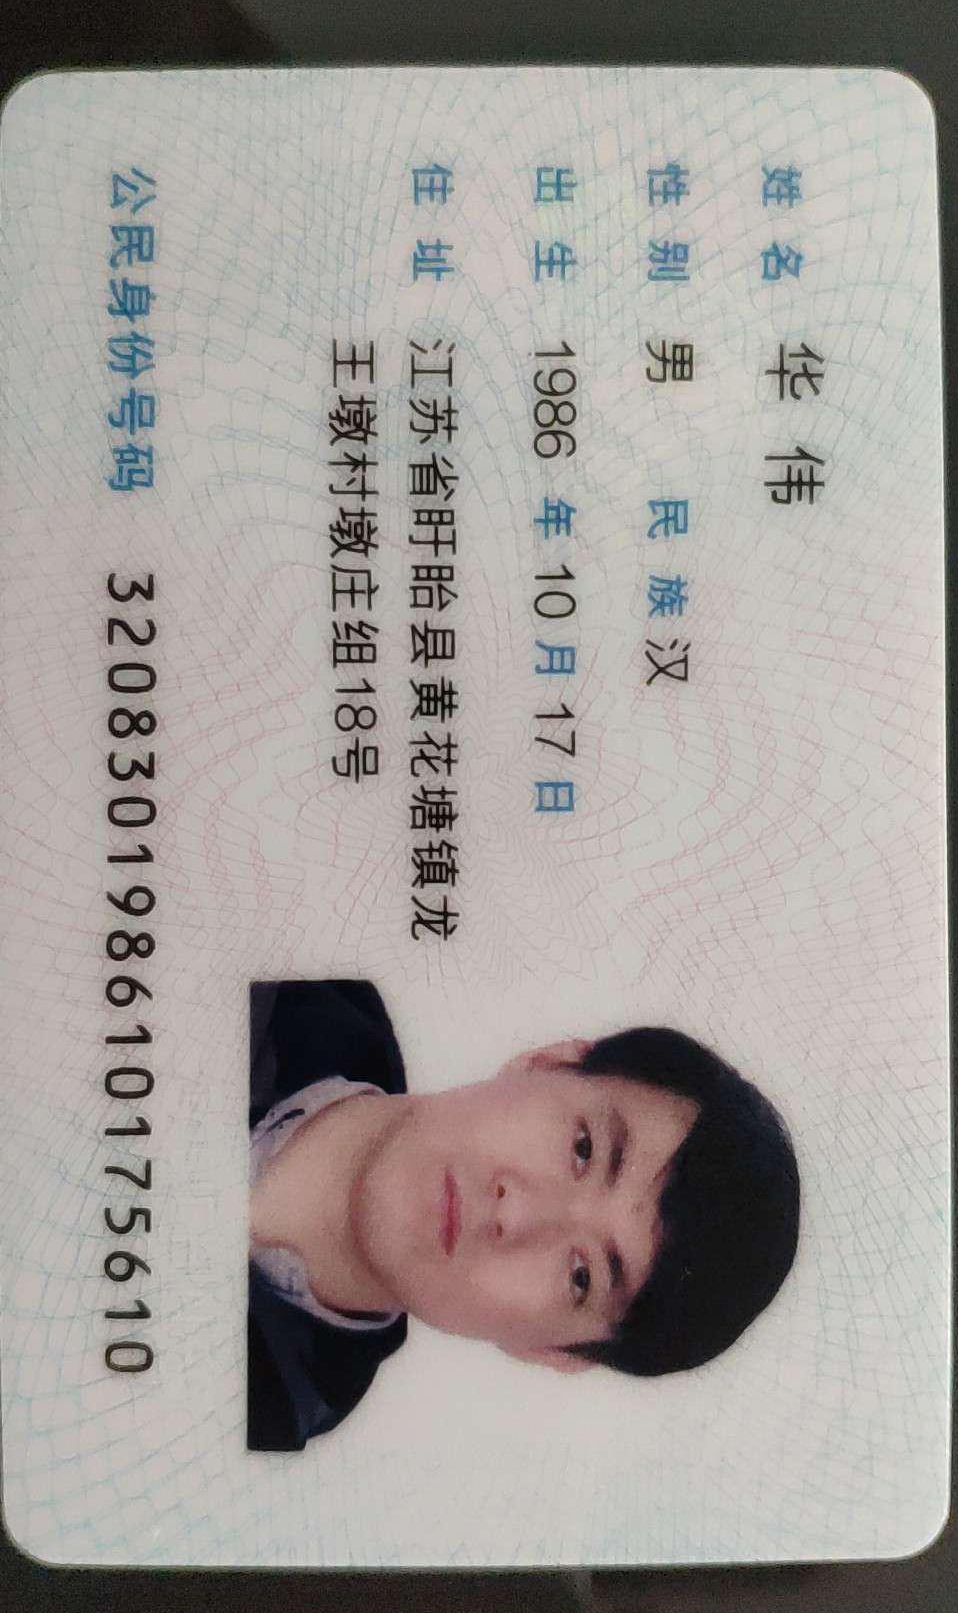 姓名 华伟
性别 男 民族 汉
出生 1986 年 10 月 17 日
住址 江苏省盱眙县黄花塘镇龙
王墩村墩庄组18号
公民身份号码 320830198610175610